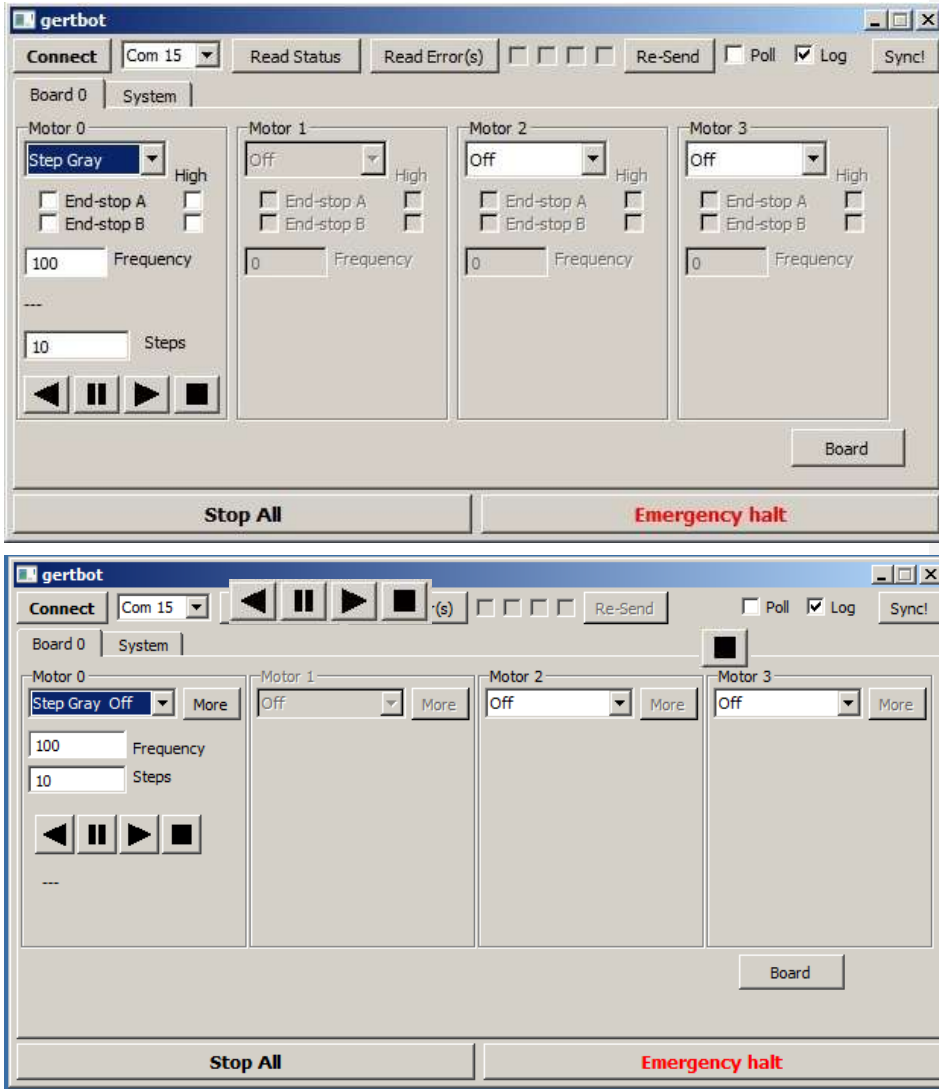 gertbot
Connect Com 15 Read Status Read Error(s) Re-Send Poll Log Sync!
Board 0 System
Motor 0 Motor 1 Motor 2 Motor 3
Step Gray Off Off Off
High High High High
End-stop A End-stop A End-stop A End-stop A
End-stop B End-stop B End-stop B End-stop B
100 Frequency 0 Frequency 0 Frequency 0 Frequency
---
10 Steps
Board
Stop All Emergency halt
gertbot
Connect Com 15 r(s) Re-Send Poll Log Sync!
Board 0 System
Motor 0 Motor 1 Motor 2 Motor 3
Step Gray Off More Off More Off More Off More
100 Frequency
10 Steps
---
Board
Stop All Emergency halt